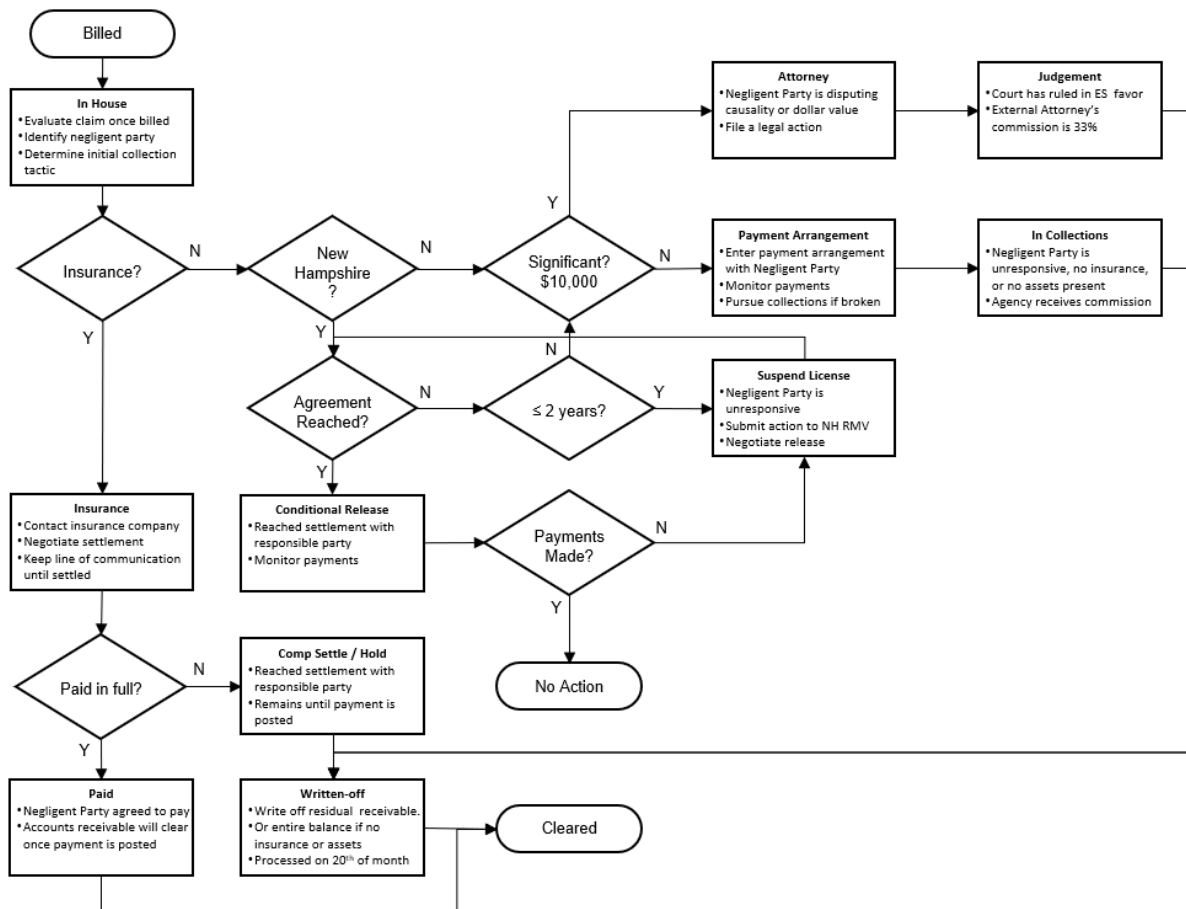 Billed
In House
• Evaluate claim once billed
• Identify negligent party
• Determine initial collection
tactic
Insurance?
N
Y
New
Hampshire
?
N
Y
Significant?
$10,000
Y
N
Attorney
• Negligent Party is disputing
causality or dollar value
• File a legal action
Judgement
• Court has ruled in ES favor
• External Attorney's
commission is 33%
Payment Arrangement
• Enter payment arrangement
with Negligent Party
• Monitor payments
• Pursue collections if broken
In Collections
• Negligent Party is
unresponsive, no insurance,
or no assets present
• Agency receives commission
Agreement
Reached?
N
Y
≤ 2 years?
N
Y
Suspend License
• Negligent Party is
unresponsive
• Submit action to NH RMV
• Negotiate release
Insurance
• Contact insurance company
• Negotiate settlement
• Keep line of communication
until settled
Conditional Release
• Reached settlement with
responsible party
• Monitor payments
Payments
Made?
N
Y
No Action
Paid in full?
N
Y
Comp Settle / Hold
• Reached settlement with
responsible party
• Remains until payment is
posted
Paid
• Negligent Party agreed to pay
• Accounts receivable will clear
once payment is posted
Written-off
• Write off residual receivable.
• Or entire balance if no
insurance or assets
• Processed on 20th of month
Cleared